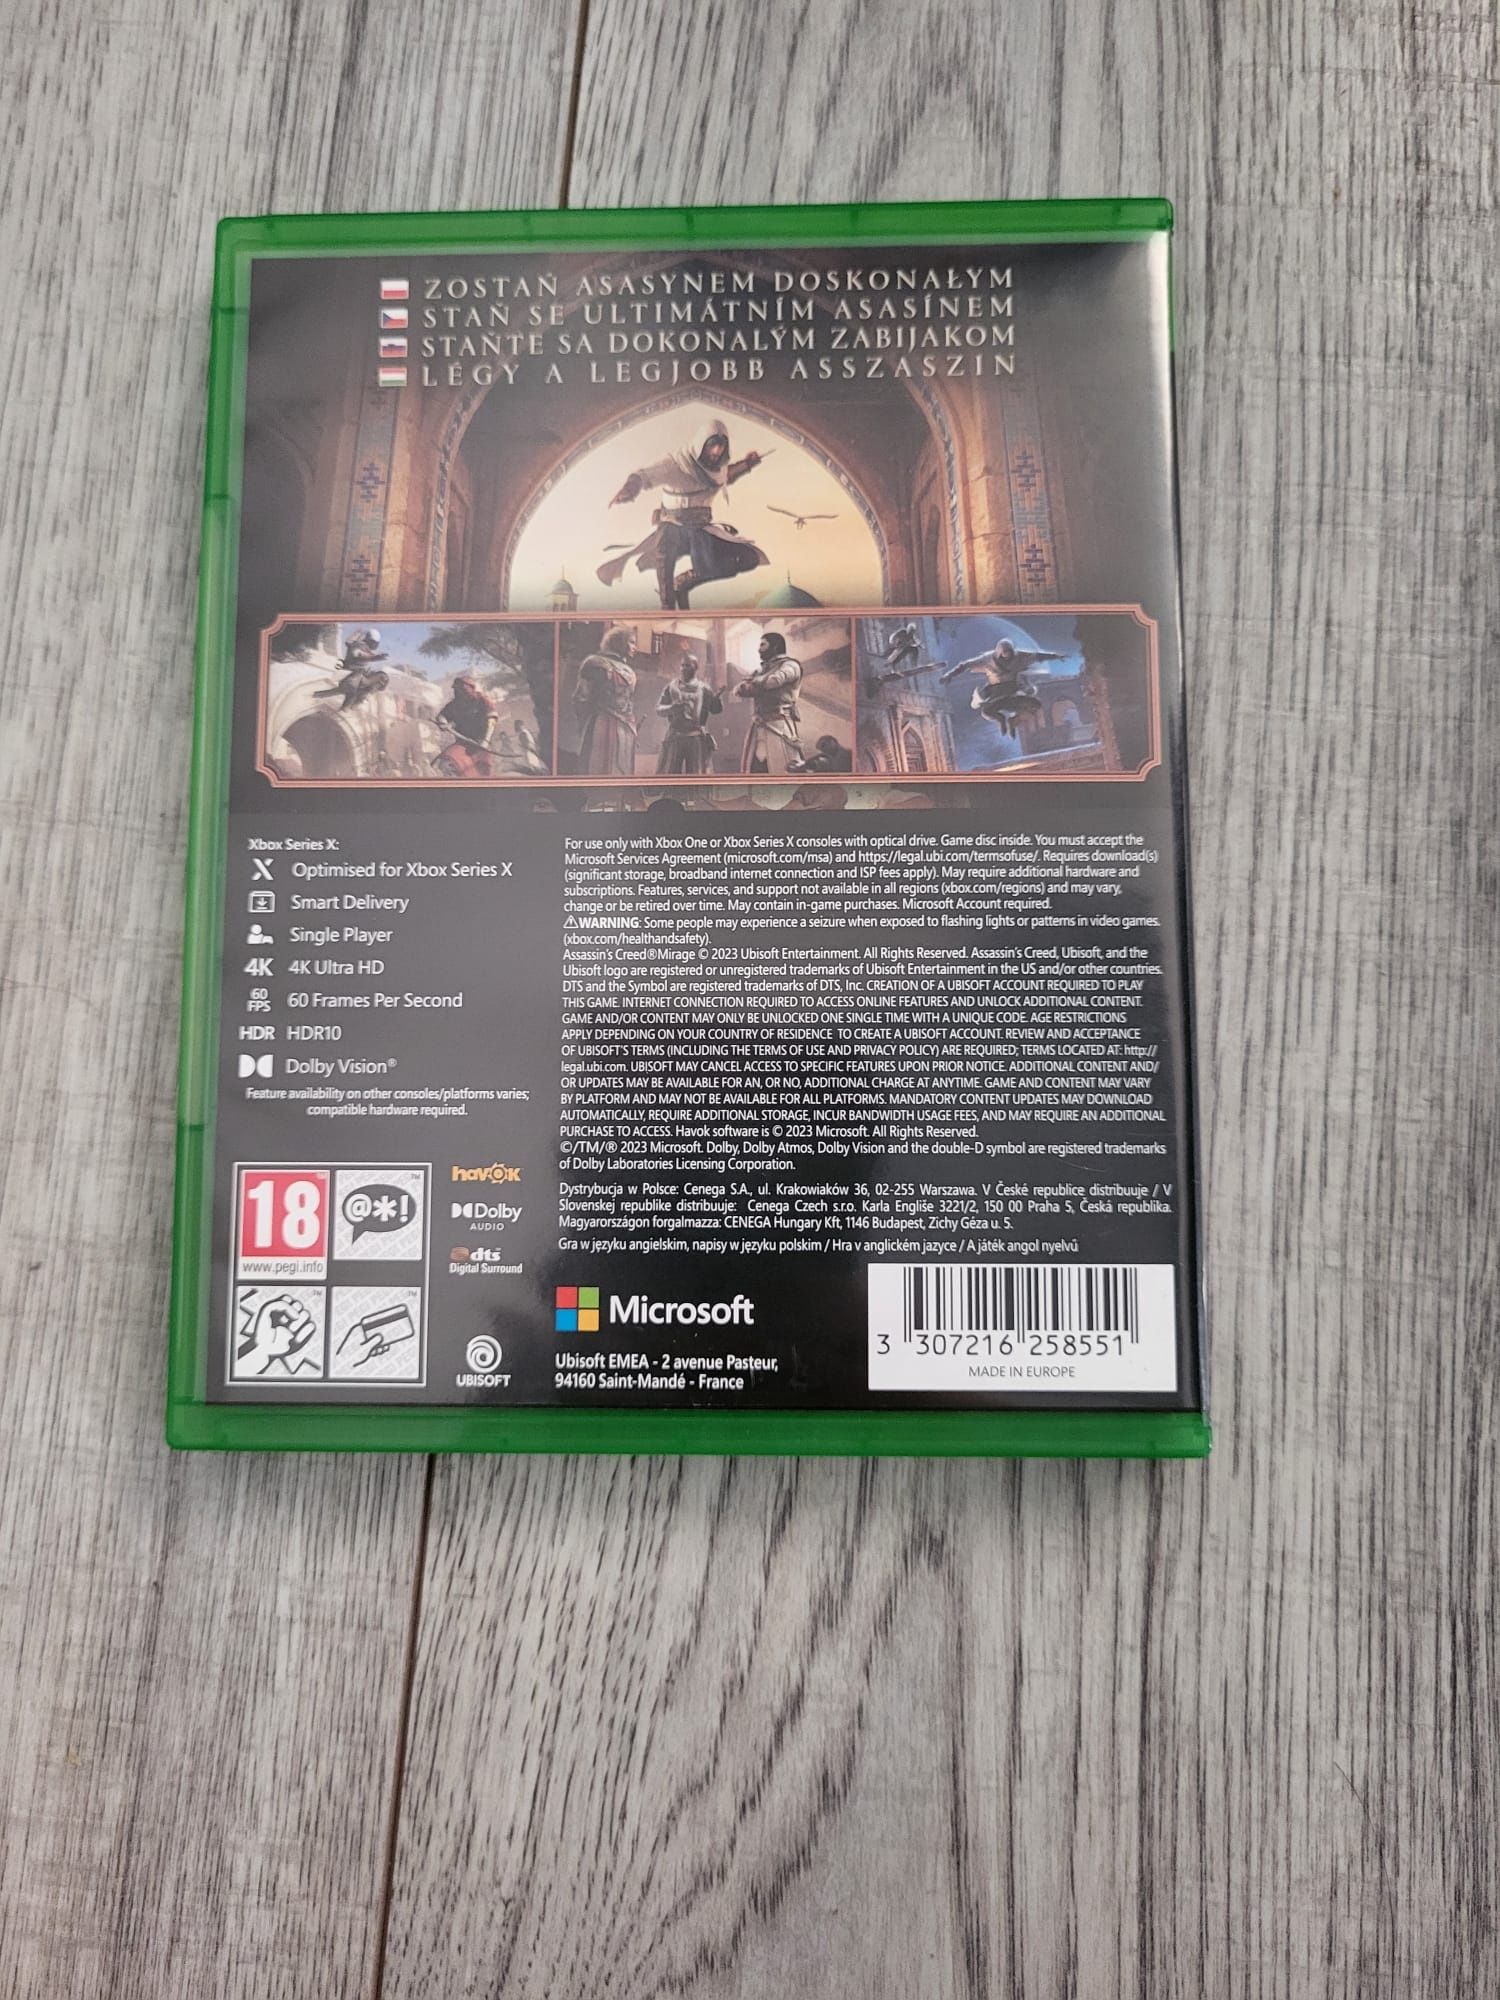 ZOSTAŃ ASASYNEM DOSKONAŁYM
STAŇ SE ULTIMÁTNÍM ASASÍNEM
STAŇTE SA DOKONALÝM ZABIJAKOM
LÉGY A LEGJOBB ASSZASZIN
Xbox Series X:
X Optimised for Xbox Series X
Smart Delivery
Single Player
4K 4K Ultra HD
60 FPS 60 Frames Per Second
HDR HDR10
Dolby Vision®
Feature availability on other consoles/platforms varies;
compatible hardware required.
For use only with Xbox One or Xbox Series X consoles with optical drive. Game disc inside. You must accept the
Microsoft Services Agreement (microsoft.com/msa) and https://legal.ubi.com/termsofuse/. Requires download(s)
(significant storage, broadband internet connection and ISP fees apply). May require additional hardware and
subscriptions. Features, services, and support not available in all regions (xbox.com/regions) and may vary,
change or be retired over time. May contain in-game purchases. Microsoft Account required.
⚠WARNING: Some people may experience a seizure when exposed to flashing lights or patterns in video games.
(xbox.com/healthandsafety).
Assassin's Creed®Mirage © 2023 Ubisoft Entertainment. All Rights Reserved. Assassin's Creed, Ubisoft, and the
Ubisoft logo are registered or unregistered trademarks of Ubisoft Entertainment in the US and/or other countries.
DTS and the Symbol are registered trademarks of DTS, Inc. CREATION OF A UBISOFT ACCOUNT REQUIRED TO PLAY
THIS GAME. INTERNET CONNECTION REQUIRED TO ACCESS ONLINE FEATURES AND UNLOCK ADDITIONAL CONTENT.
GAME AND/OR CONTENT MAY ONLY BE UNLOCKED ONE SINGLE TIME WITH A UNIQUE CODE. AGE RESTRICTIONS
APPLY DEPENDING ON YOUR COUNTRY OF RESIDENCE TO CREATE A UBISOFT ACCOUNT. REVIEW AND ACCEPTANCE
OF UBISOFT'S TERMS (INCLUDING THE TERMS OF USE AND PRIVACY POLICY) ARE REQUIRED; TERMS LOCATED AT: http://
legal.ubi.com. UBISOFT MAY CANCEL ACCESS TO SPECIFIC FEATURES UPON PRIOR NOTICE. ADDITIONAL CONTENT AND/
OR UPDATES MAY BE AVAILABLE FOR AN, OR NO, ADDITIONAL CHARGE AT ANYTIME. GAME AND CONTENT MAY VARY
BY PLATFORM AND MAY NOT BE AVAILABLE FOR ALL PLATFORMS. MANDATORY CONTENT UPDATES MAY DOWNLOAD
AUTOMATICALLY, REQUIRE ADDITIONAL STORAGE, INCUR BANDWIDTH USAGE FEES, AND MAY REQUIRE AN ADDITIONAL
PURCHASE TO ACCESS. Havok software is © 2023 Microsoft. All Rights Reserved.
©/TM/® 2023 Microsoft. Dolby, Dolby Atmos, Dolby Vision and the double-D symbol are registered trademarks
of Dolby Laboratories Licensing Corporation.
Dystrybucja w Polsce: Cenega S.A., ul. Krakowiaków 36, 02-255 Warszawa. V České republice distribuuje / V
Slovenskej republike distribuuje: Cenega Czech s.r.o. Karla Engliše 3221/2, 150 00 Praha 5, Česká republika.
Magyarországon forgalmazza: CENEGA Hungary Kft, 1146 Budapest, Zichy Géza u. 5.
Gra w języku angielskim, napisy w języku polskim / Hra v anglickém jazyce / A játék angol nyelvű
18
www.pegi.info
@*!
TM
TM
TM
havok
Dolby
AUDIO
dts
Digital Surround
UBISOFT
Microsoft
Ubisoft EMEA - 2 avenue Pasteur,
94160 Saint-Mandé - France
3 307216 258551
MADE IN EUROPE